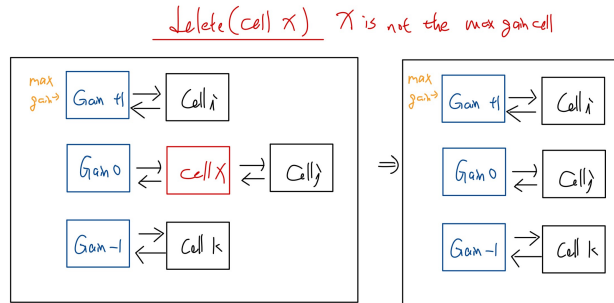 delete(cell X) X is not the max gain cell
max
gain→
Gain +1
Cell i
Gain 0
cell X
Cell j
Gain -1
Cell k
⇒
max
gain→
Gain +1
Cell i
Gain 0
Cell j
Gain -1
Cell k